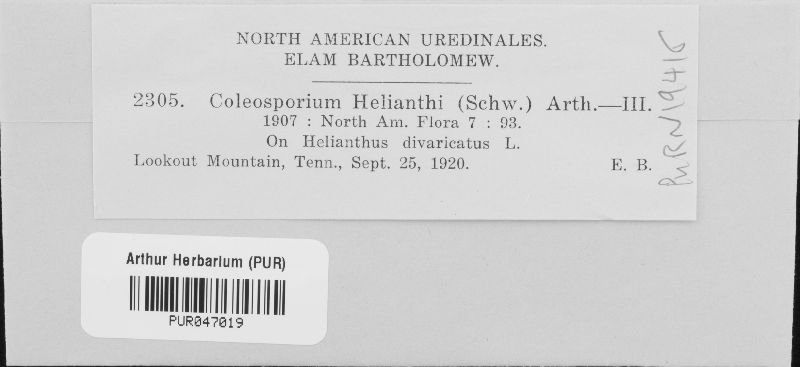 NORTH AMERICAN UREDINALES.
ELAM BARTHOLOMEW.
2305. Coleosporium Helianthi (Schw.) Arth.—III.
1907 : North Am. Flora 7 : 93.
On Helianthus divaricatus L.
Lookout Mountain, Tenn., Sept. 25, 1920. E. B.
PURN19415
Arthur Herbarium (PUR)
PUR047019